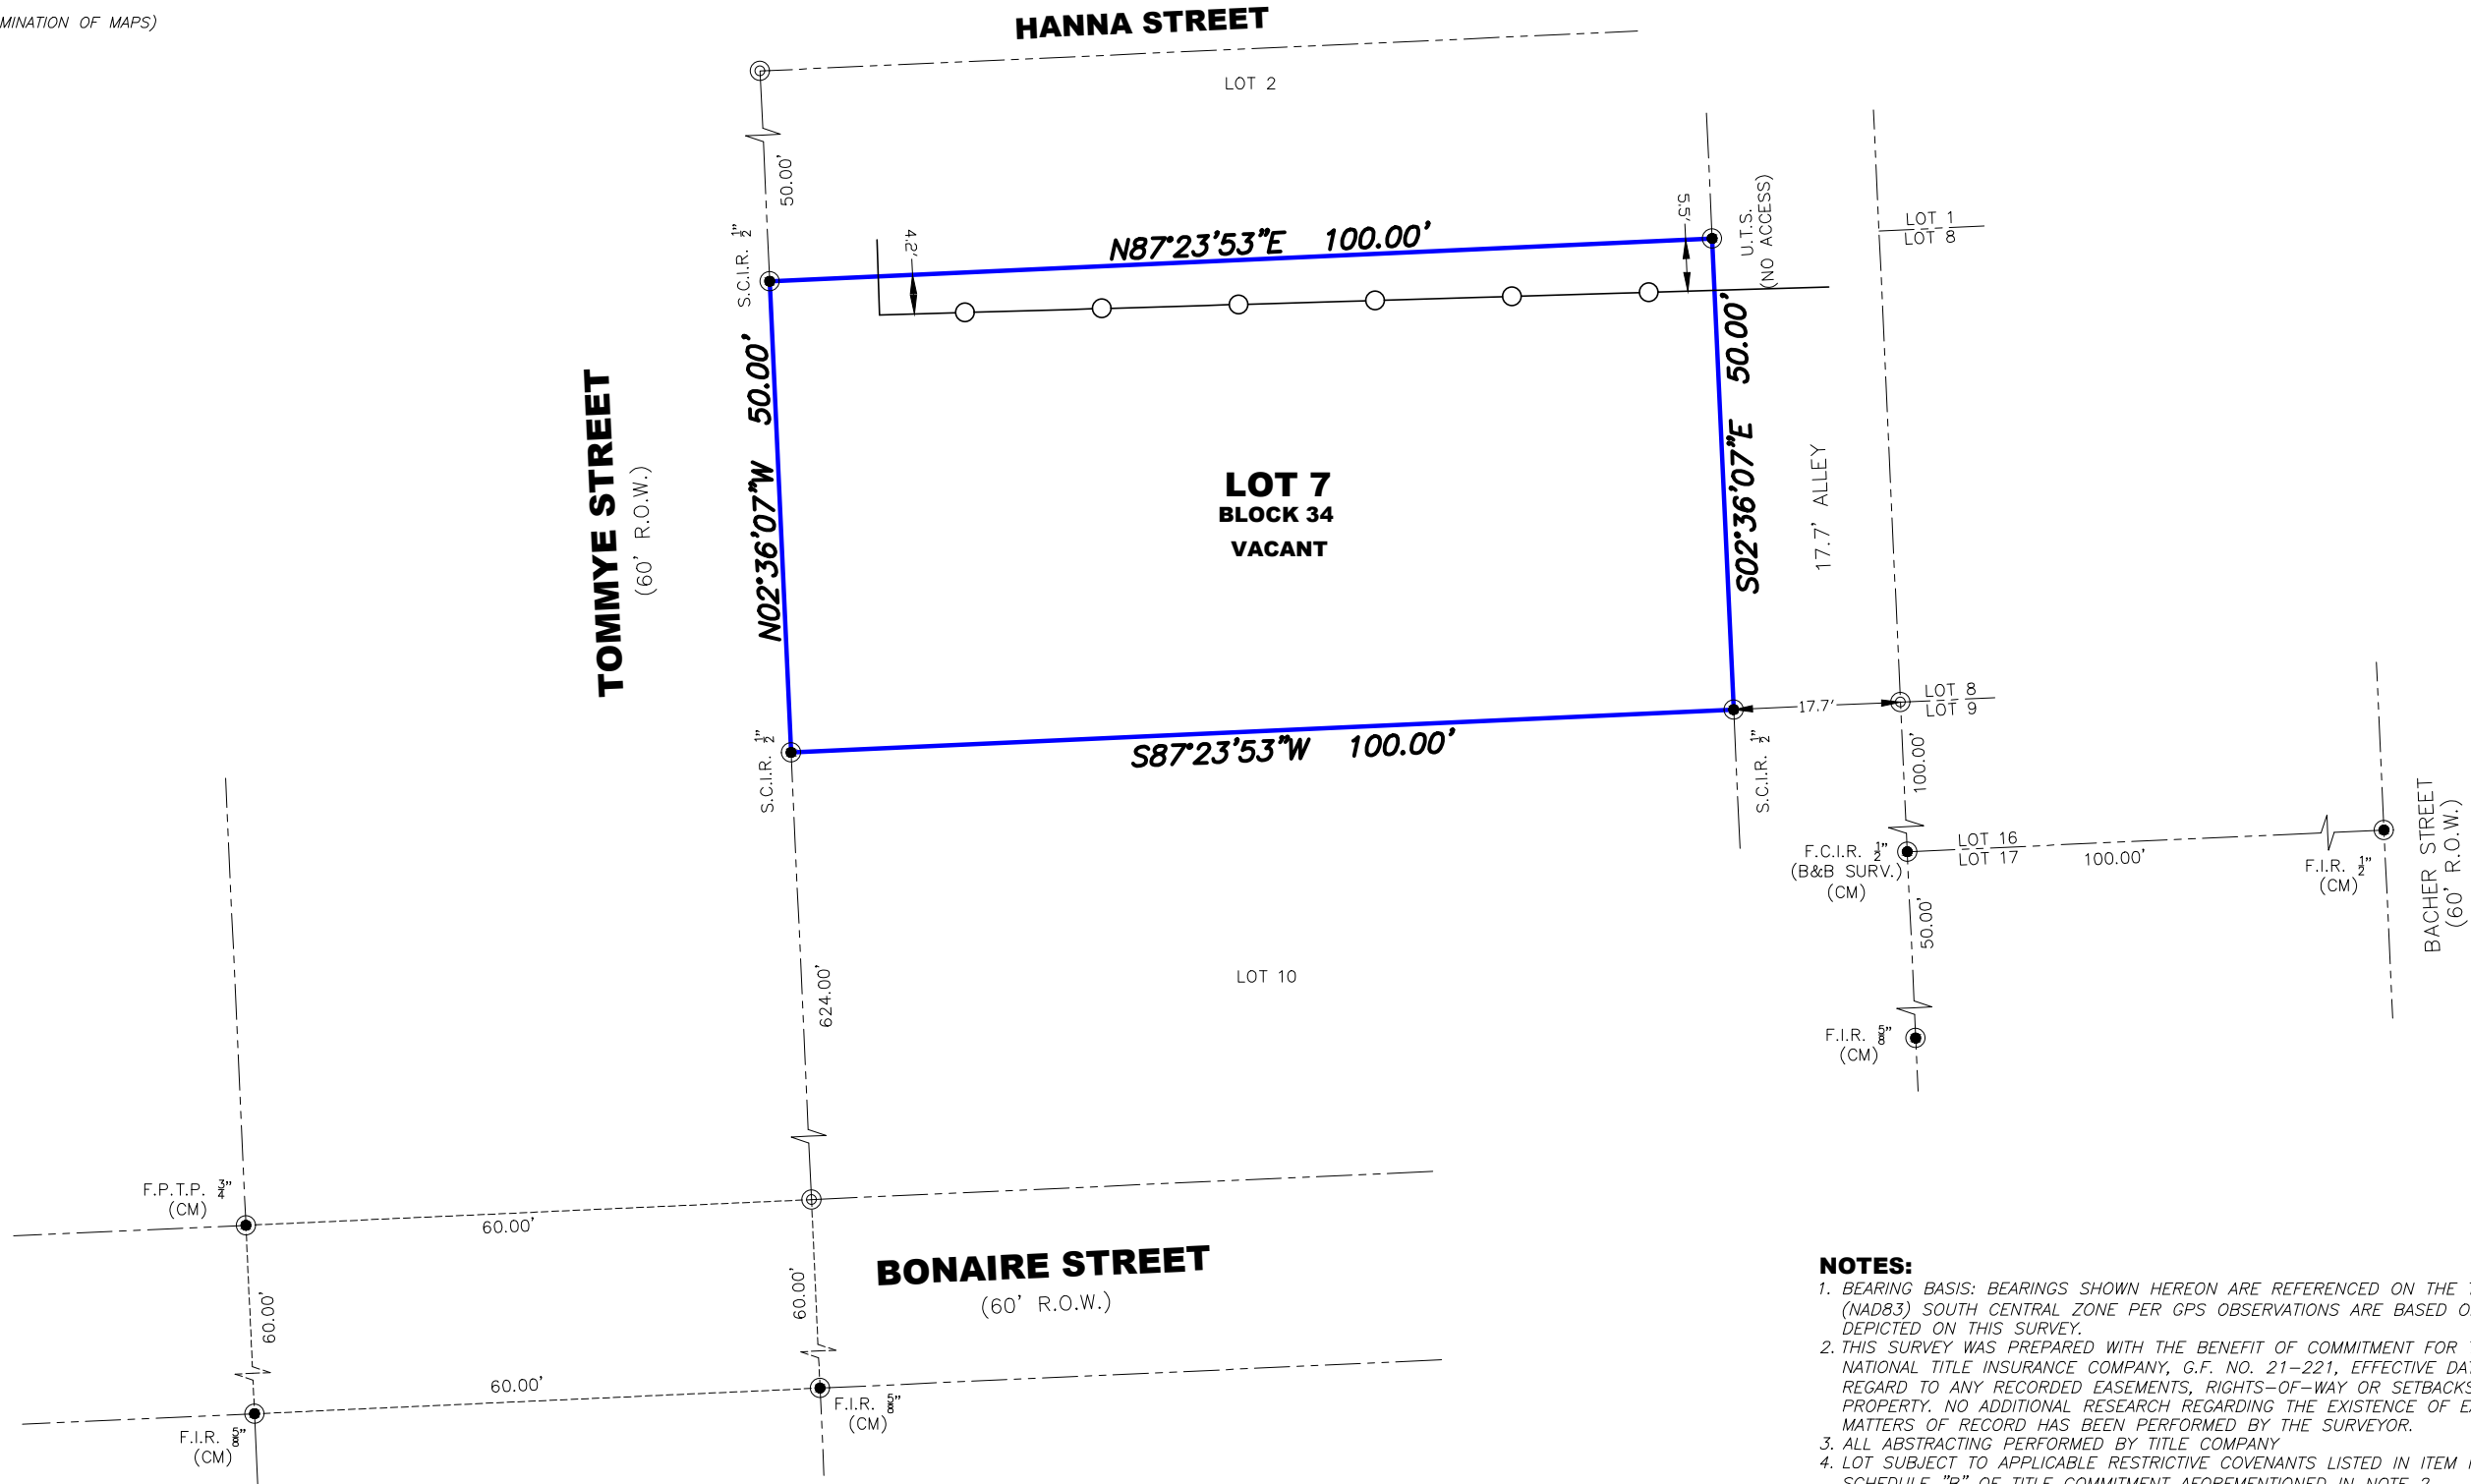 MINATION OF MAPS)
HANNA STREET
LOT 2
50.00'
S.C.I.R. 1/2"
4.2'
N87°23'53"E 100.00'
5.5'
U.T.S.
(NO ACCESS)
LOT 1
LOT 8
TOMMYE STREET
(60' R.O.W.)
N02°36'07"W 50.00'
LOT 7
BLOCK 34
VACANT
S02°36'07"E 50.00'
17.7' ALLEY
S87°23'53"W 100.00'
17.7'
LOT 8
LOT 9
S.C.I.R. 1/2"
S.C.I.R. 1/2"
100.00'
F.C.I.R. 1/2"
(B&B SURV.)
(CM)
LOT 16
LOT 17
100.00'
F.I.R. 1/2"
(CM)
BACHER STREET
(60' R.O.W.)
50.00'
624.00'
LOT 10
F.I.R. 5/8"
(CM)
F.P.T.P. 3/4"
(CM)
60.00'
BONAIRE STREET
(60' R.O.W.)
60.00'
60.00'
60.00'
F.I.R. 5/8"
(CM)
F.I.R. 5/8"
(CM)
NOTES:
1. BEARING BASIS: BEARINGS SHOWN HEREON ARE REFERENCED ON THE
(NAD83) SOUTH CENTRAL ZONE PER GPS OBSERVATIONS ARE BASED
DEPICTED ON THIS SURVEY.
2. THIS SURVEY WAS PREPARED WITH THE BENEFIT OF COMMITMENT FOR
NATIONAL TITLE INSURANCE COMPANY, G.F. NO. 21-221, EFFECTIVE
REGARD TO ANY RECORDED EASEMENTS, RIGHTS-OF-WAY OR SETBACKS
PROPERTY. NO ADDITIONAL RESEARCH REGARDING THE EXISTENCE OF
MATTERS OF RECORD HAS BEEN PERFORMED BY THE SURVEYOR.
3. ALL ABSTRACTING PERFORMED BY TITLE COMPANY
4. LOT SUBJECT TO APPLICABLE RESTRICTIVE COVENANTS LISTED IN ITEM
SCHEDULE "B" OF TITLE COMMITMENT AFOREMENTIONED IN NOTE 2